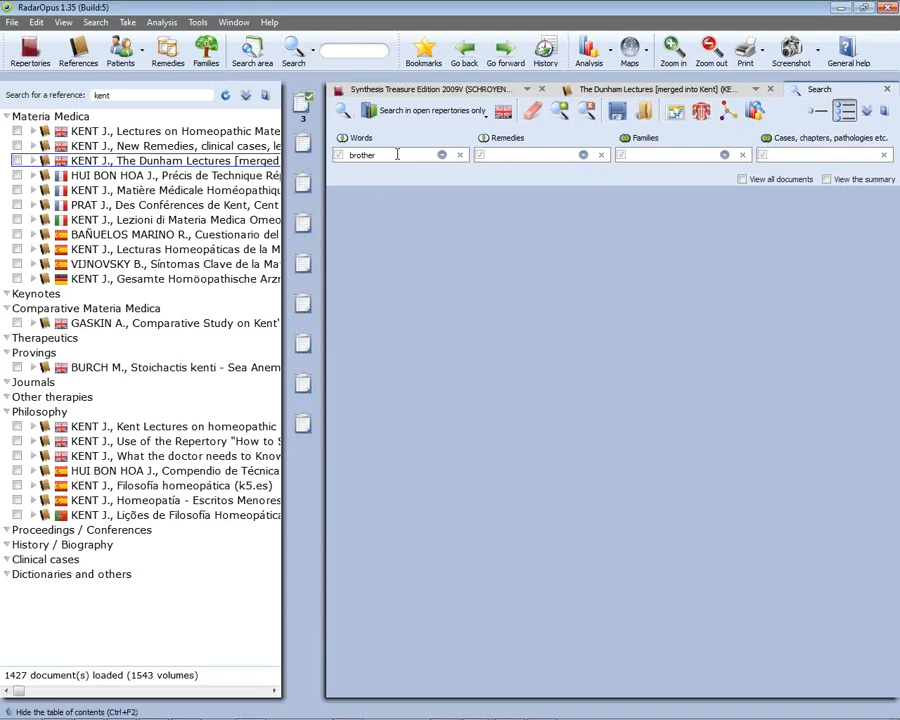 RadarOpus 1.35 (Build:5)
File Edit View Search Take Analysis Tools Window Help
Repertories References Patients Remedies Families Search area Search Bookmarks Go back Go forward History Analysis Maps Zoom in Zoom out Print Screenshot General help
Search for a reference: kent
Materia Medica
KENT J., Lectures on Homeopathic Mate
KENT J., New Remedies, clinical cases, le
KENT J., The Dunham Lectures [merged
HUI BON HOA J., Précis de Technique Ré
KENT J., Matière Médicale Homéopathiqu
PRAT J., Des Conférences de Kent, Cent
KENT J., Lezioni di Materia Medica Omeo
BAÑUELOS MARINO R., Cuestionario del
KENT J., Lecturas Homeopáticas de la M
VIJNOVSKY B., Síntomas Clave de la Ma
KENT J., Gesamte Homöopathische Arzn
Keynotes
Comparative Materia Medica
GASKIN A., Comparative Study on Kent'
Therapeutics
Provings
BURCH M., Stoichactis kenti - Sea Anem
Journals
Other therapies
Philosophy
KENT J., Kent Lectures on homeopathic
KENT J., Use of the Repertory "How to S
KENT J., What the doctor needs to Know
HUI BON HOA J., Compendio de Técnica
KENT J., Filosofía homeopática (k5.es)
KENT J., Homeopatía - Escritos Menores
KENT J., Lições de Filosofía Homeopática
Proceedings / Conferences
History / Biography
Clinical cases
Dictionaries and others
1427 document(s) loaded (1543 volumes)
Hide the table of contents (Ctrl+F2)
3
Synthesis Treasure Edition 2009V (SCHROYEN... The Dunham Lectures [merged into Kent] (KE... Search
Search in open repertories only
Words Remedies Families Cases, chapters, pathologies etc.
brother
View all documents View the summary